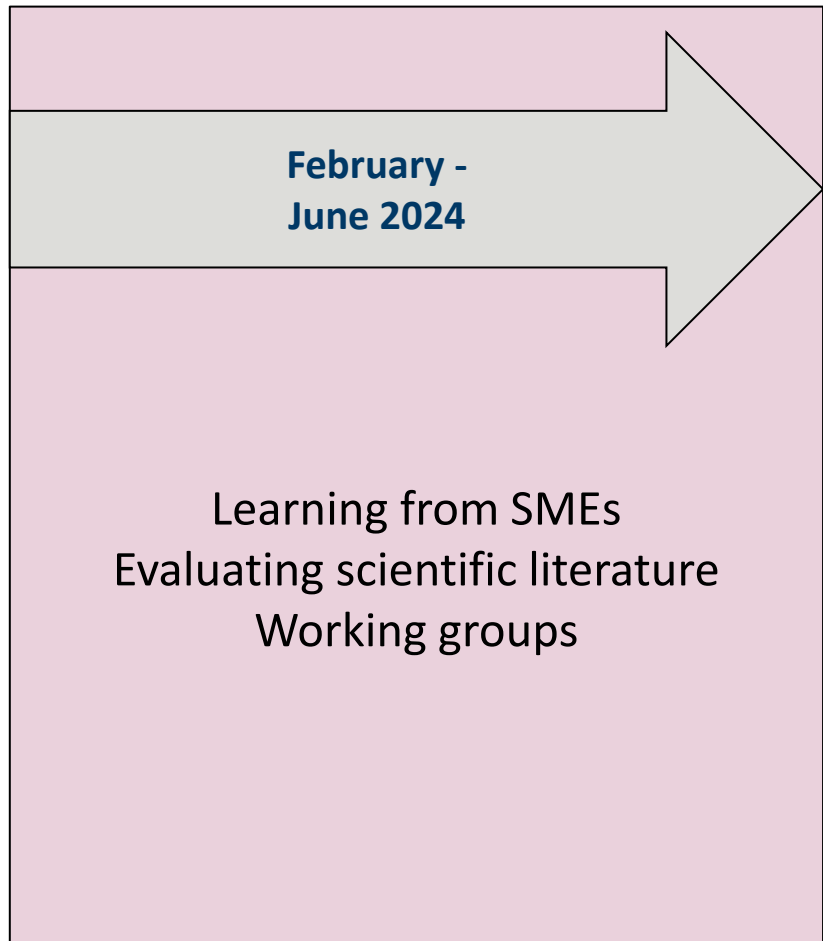 February -
June 2024
Learning from SMEs
Evaluating scientific literature
Working groups